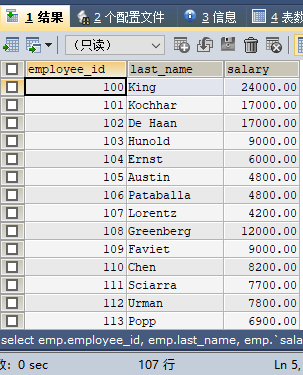 1 结果 2 个配置文件 3 信息 4 表数
（只读）
employee_id last_name salary
100 King 24000.00
101 Kochhar 17000.00
102 De Haan 17000.00
103 Hunold 9000.00
104 Ernst 6000.00
105 Austin 4800.00
106 Pataballa 4800.00
107 Lorentz 4200.00
108 Greenberg 12000.00
109 Faviet 9000.00
110 Chen 8200.00
111 Sciarra 7700.00
112 Urman 7800.00
113 Popp 6900.00
select emp.employee_id, emp.last_name, emp.`sala
: 0 sec 107 行 Ln 5,